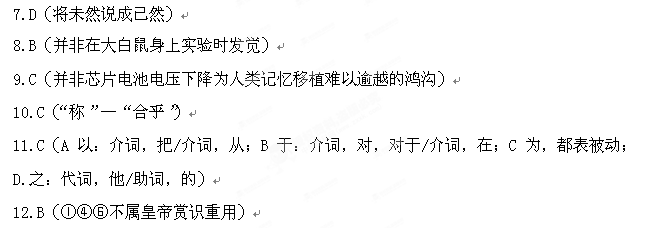 7.D（将未然说成已然）
8.B（并非在大白鼠身上实验时发觉）
9.C（并非芯片电池电压下降为人类记忆移植难以逾越的鸿沟）
10.C（“称”—“合乎”）
11.C（A 以：介词，把/介词，从；B 于：介词，对，对于/介词，在；C 为，都表被动；
D.之：代词，他/助词，的）
12.B（①④⑥不属皇帝赏识重用）